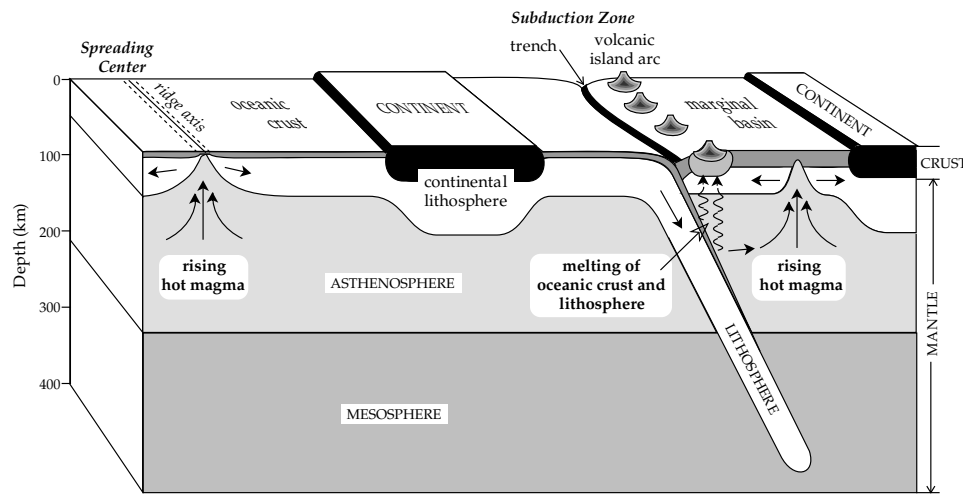 Subduction Zone
trench
volcanic
island arc
Spreading
Center
ridge axis
oceanic
crust
CONTINENT
marginal
basin
CONTINENT
0
100
200
300
400
Depth (km)
continental
lithosphere
CRUST
rising
hot magma
ASTHENOSPHERE
melting of
oceanic crust and
lithosphere
rising
hot magma
MANTLE
LITHOSPHERE
MESOSPHERE